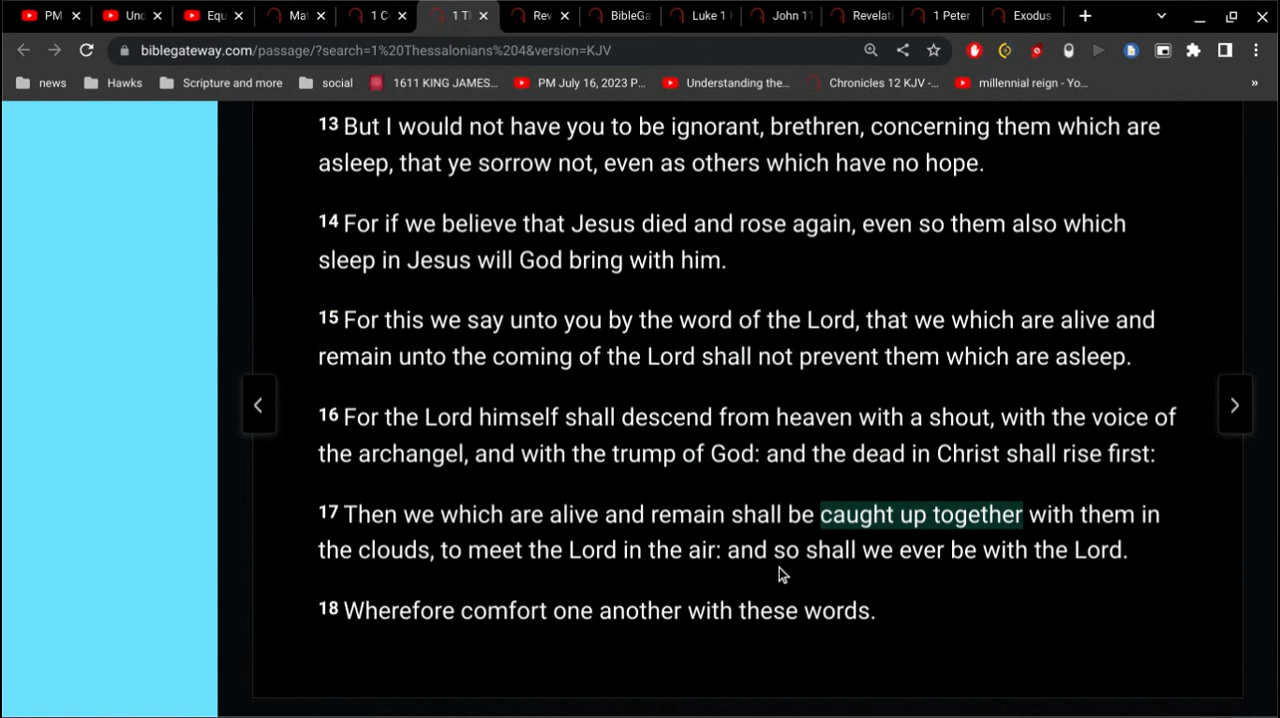 PM Unc Equ Mat 1 C 1 Tl Rev BibleGa Luke 1 John 11 Revelati 1 Peter Exodus
biblegateway.com/passage/?search=1%20Thessalonians%204&version=KJV
news Hawks Scripture and more social 1611 KING JAMES... PM July 16, 2023 P... Understanding the... Chronicles 12 KJV -... millennial reign - Yo... »
13 But I would not have you to be ignorant, brethren, concerning them which are
asleep, that ye sorrow not, even as others which have no hope.
14 For if we believe that Jesus died and rose again, even so them also which
sleep in Jesus will God bring with him.
15 For this we say unto you by the word of the Lord, that we which are alive and
remain unto the coming of the Lord shall not prevent them which are asleep.
16 For the Lord himself shall descend from heaven with a shout, with the voice of
the archangel, and with the trump of God: and the dead in Christ shall rise first:
17 Then we which are alive and remain shall be caught up together with them in
the clouds, to meet the Lord in the air: and so shall we ever be with the Lord.
18 Wherefore comfort one another with these words.